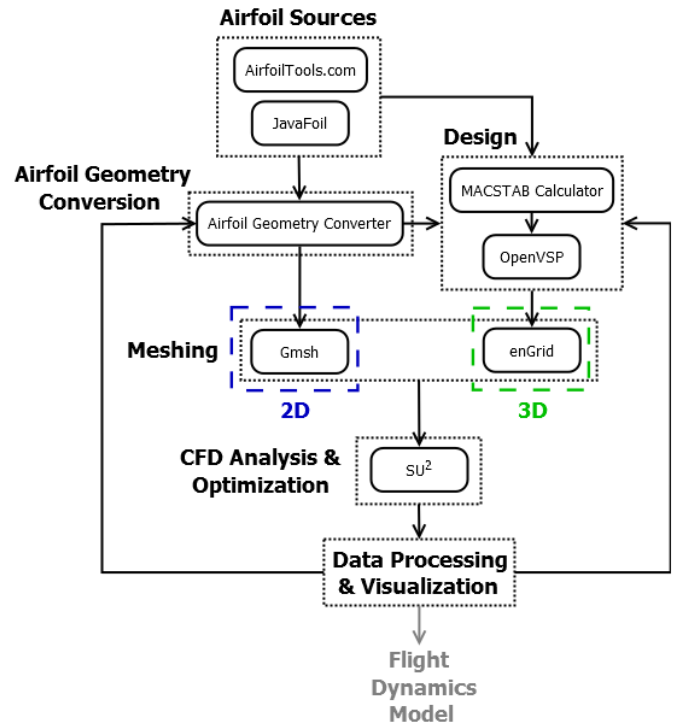 Airfoil Sources
AirfoilTools.com
JavaFoil
Design
MACSTAB Calculator
OpenVSP
Airfoil Geometry
Conversion
Airfoil Geometry Converter
Meshing
Gmsh
enGrid
2D
3D
CFD Analysis &
Optimization
SU²
Data Processing
& Visualization
Flight
Dynamics
Model